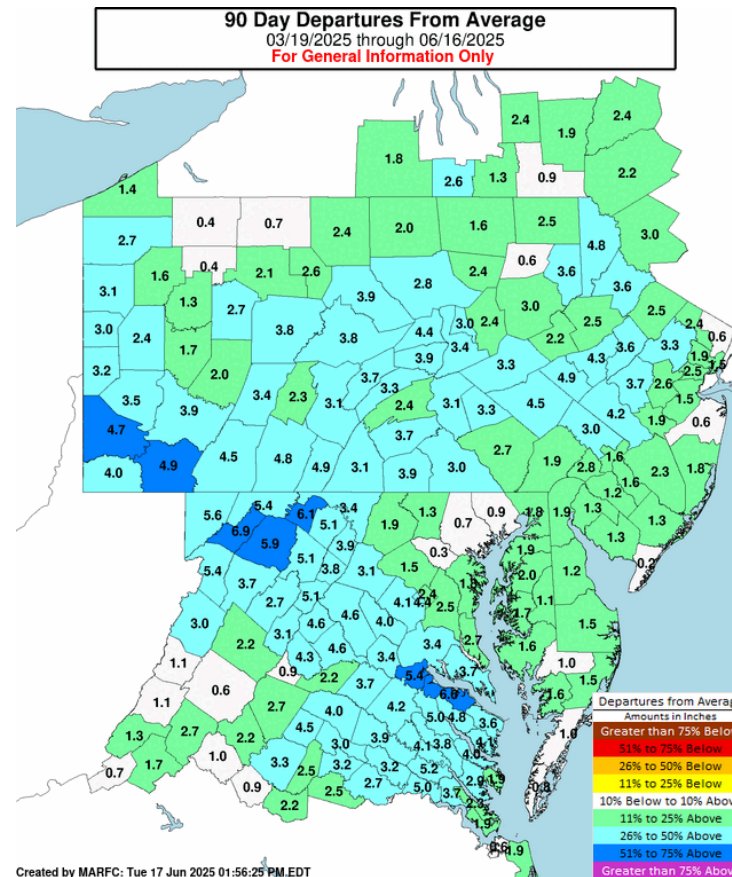 90 Day Departures From Average
03/19/2025 through 06/16/2025
For General Information Only
2.4 1.9 2.4
1.8 2.6 1.3 0.9 2.2
1.4
0.4 0.7 2.4 2.0 1.6 2.5 3.0
2.7 4.8
0.4 1.6 2.1 2.6 2.8 2.4 0.6 3.6
3.1 1.3 2.7 3.9 3.0 3.6
3.0 2.4 3.8 3.8 4.4 3.0 2.4 2.2 2.5 2.5 2.4 0.6
1.7 3.9 3.4 4.3 3.6 3.3 1.9 1.5
3.2 2.0 3.7 3.3 3.3 4.9 3.7 2.6 2.5
3.5 3.9 3.4 2.3 3.1 2.4 3.1 3.3 4.5 4.2 1.9 1.5 0.6
4.7 3.7 3.0
4.0 4.9 4.5 4.8 4.9 3.1 3.9 3.0 2.7 1.9 2.8 1.6 1.6 2.3 1.8
1.2
5.6 5.4 6.1 3.4 1.9 1.3 0.7 0.9 1.8 1.9 1.3 1.3 1.3
6.9 5.9 5.1
5.4 5.1 3.9 0.3 1.9 0.2
3.7 3.8 3.1 1.5 2.0 1.2
2.7 5.1 4.1 4.4 2.4 2.5 1.1
3.0 3.1 4.6 4.6 4.0 1.7 1.5
2.2 4.3 4.6 3.4 3.4 2.7 1.6
1.1 0.9 2.2 3.7 5.4 3.7 1.0
1.1 0.6 2.7 4.0 4.2 1.6 1.5
1.3 2.7 4.5 3.9 5.0 4.8 3.6 1.0
1.0 3.0 4.1 3.8 4.1
0.7 1.7 3.3 2.5 3.2 3.2 5.2 4.0
0.9 2.2 2.5 2.7 5.0 3.7 1.9 0.8
2.3
1.9
1.9
Departures from Averag
Amounts in Inches
Greater than 75% Below
51% to 75% Below
26% to 50% Below
11% to 25% Below
10% Below to 10% Above
11% to 25% Above
26% to 50% Above
51% to 75% Above
Greater than 75% Above
Created by MARFC: Tue 17 Jun 2025 01:56:25 PM EDT